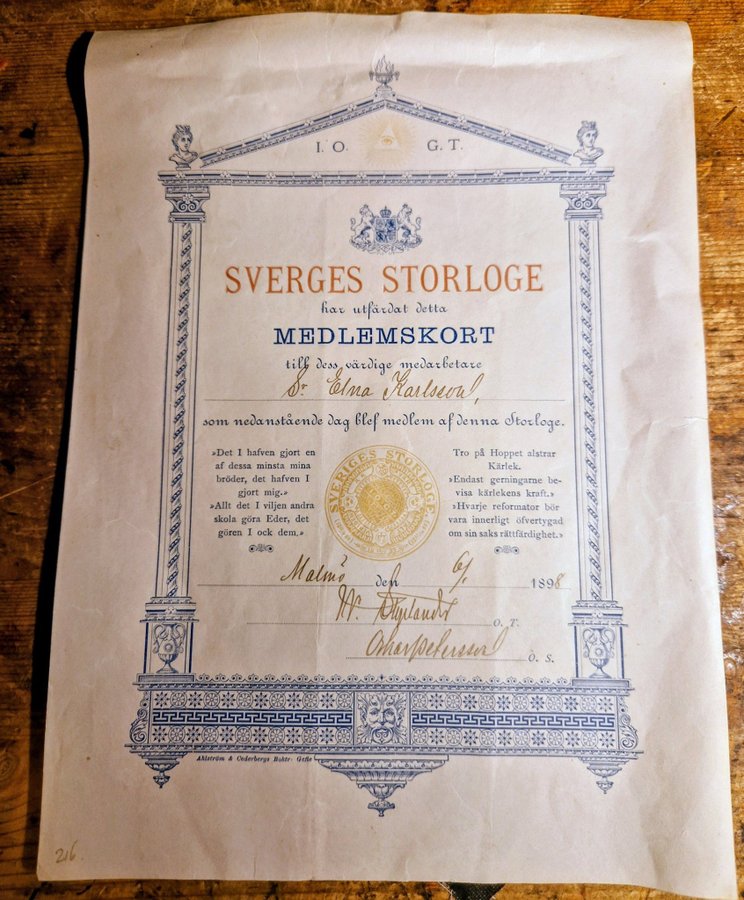 I. O. G. T.
SVERGES STORLOGE
har utfärdat detta
MEDLEMSKORT
till dess värdige medarbetare
Sr Elna Karlsson,
som nedanstående dag blef medlem af denna Storloge.
»Det I hafven gjort en
af dessa minsta mina
bröder, det hafven I
gjort mig.»
»Allt det I viljen andra
skola göra Eder, det
gören I ock dem.»
SVERIGES STORLOGE
Tro på Hoppet alstrar
Kärlek.
»Endast gerningarne be-
visa kärlekens kraft.»
»Hvarje reformator bör
vara innerligt öfvertygad
om sin saks rättfärdighet.»
Malmö den 1898
W. O. T.
Oskar Petersson O. S.
Ahlström & Cederbergs Boktr. Gefle
216.